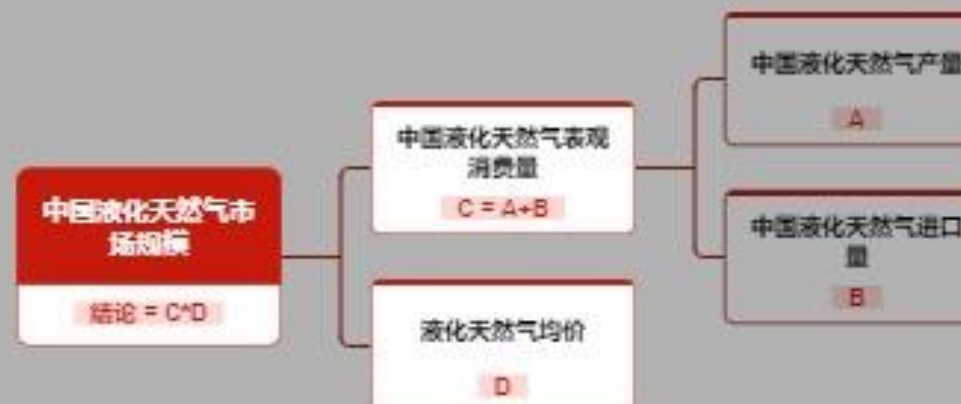 中国液化天然气市
场规模
结论 = C*D
中国液化天然气表观
消费量
C = A+B
液化天然气均价
D
中国液化天然气产量
A
中国液化天然气进口
量
B